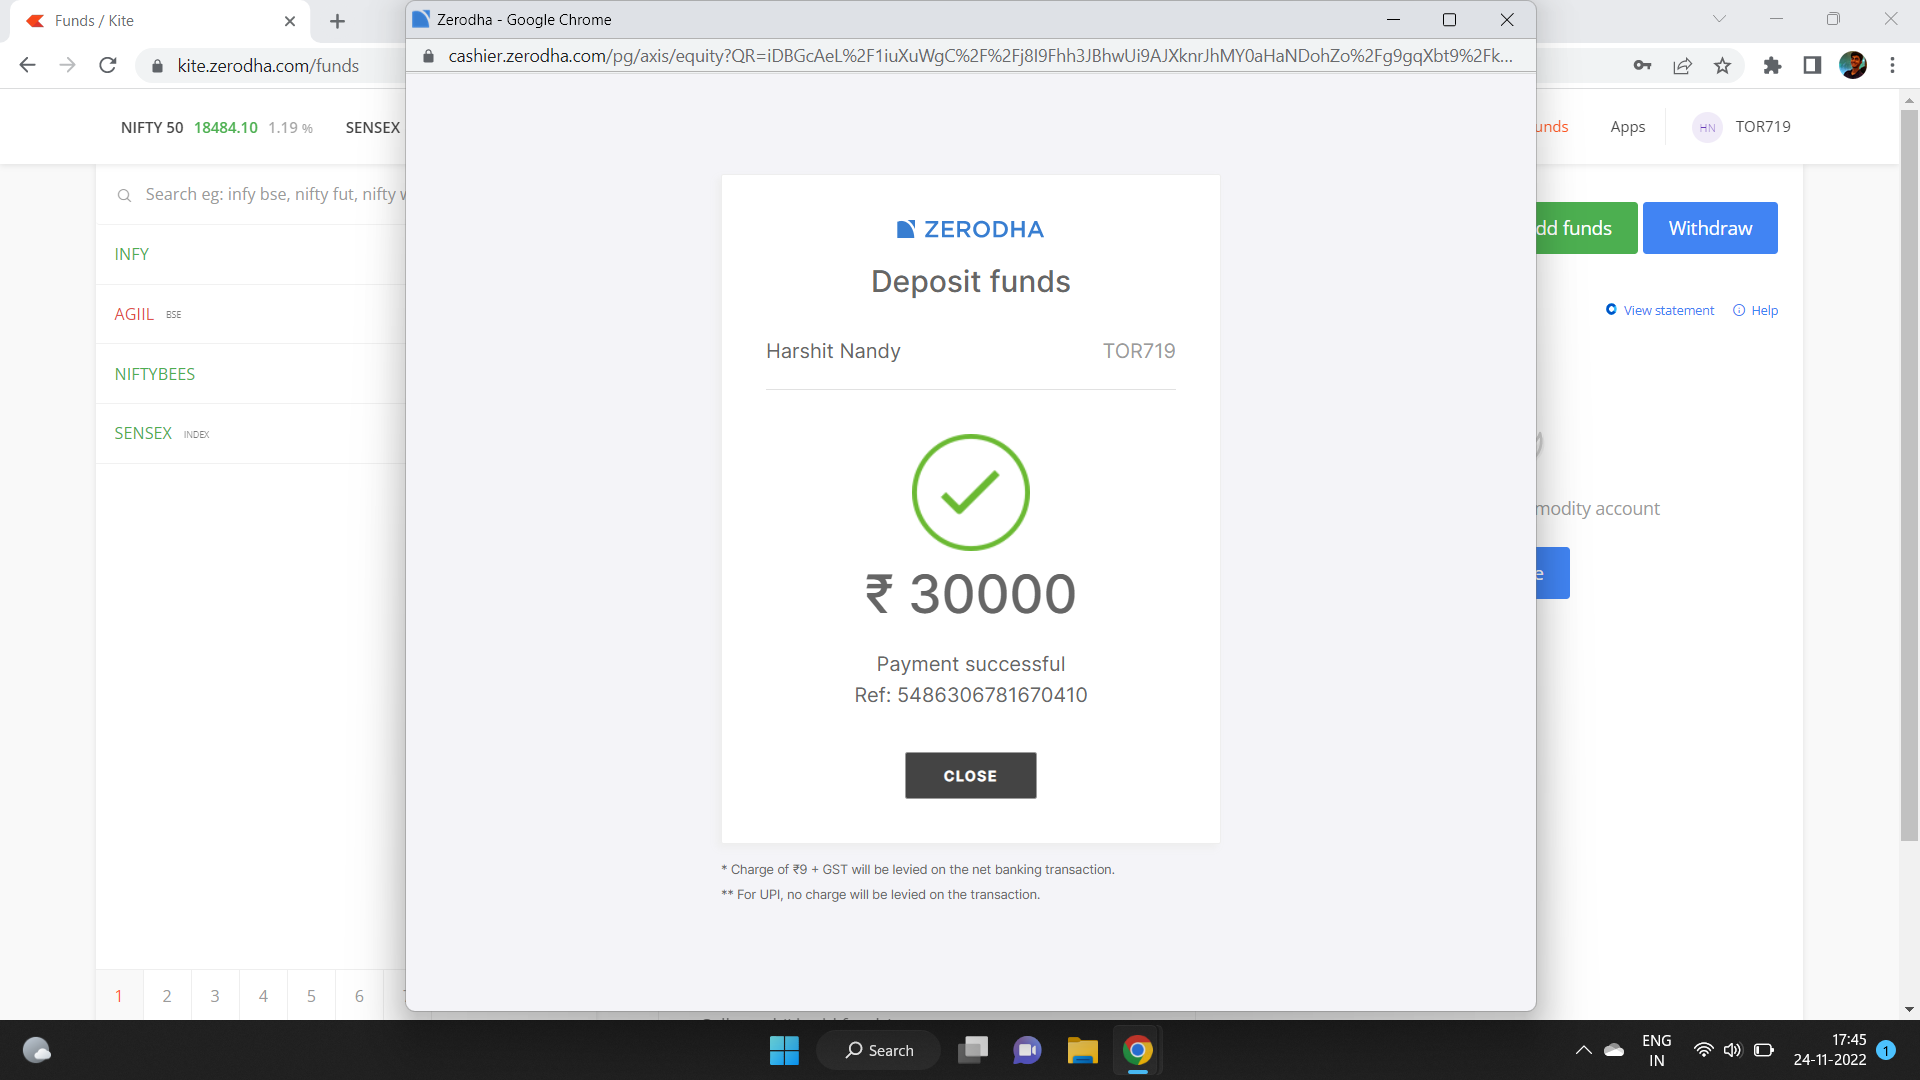 Funds / Kite
Zerodha - Google Chrome
kite.zerodha.com/funds
cashier.zerodha.com/pg/axis/equity?QR=iDBGcAeL%2F1iuXuWgC%2F%2Fj8I9Fhh3JBhwUi9AJXknrJhMY0aHaNDohZo%2Fg9gqXbt9%2Fk...
NIFTY 50 18484.10 1.19 % SENSEX
unds Apps HN TOR719
Search eg: infy bse, nifty fut, nifty w
INFY
AGIIL BSE
NIFTYBEES
SENSEX INDEX
ZERODHA
Deposit funds
Harshit Nandy TOR719
₹ 30000
Payment successful
Ref: 5486306781670410
CLOSE
* Charge of ₹9 + GST will be levied on the net banking transaction.
** For UPI, no charge will be levied on the transaction.
dd funds Withdraw
View statement Help
modity account
e
1 2 3 4 5 6
Search
ENG
IN
17:45
24-11-2022 1